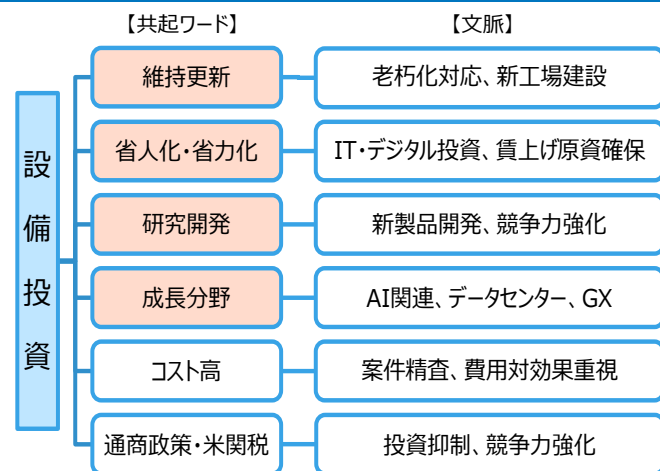 【共起ワード】 【文脈】
設備投資
維持更新 老朽化対応、新工場建設
省人化・省力化 IT・デジタル投資、賃上げ原資確保
研究開発 新製品開発、競争力強化
成長分野 AI関連、データセンター、GX
コスト高 案件精査、費用対効果重視
通商政策・米関税 投資抑制、競争力強化